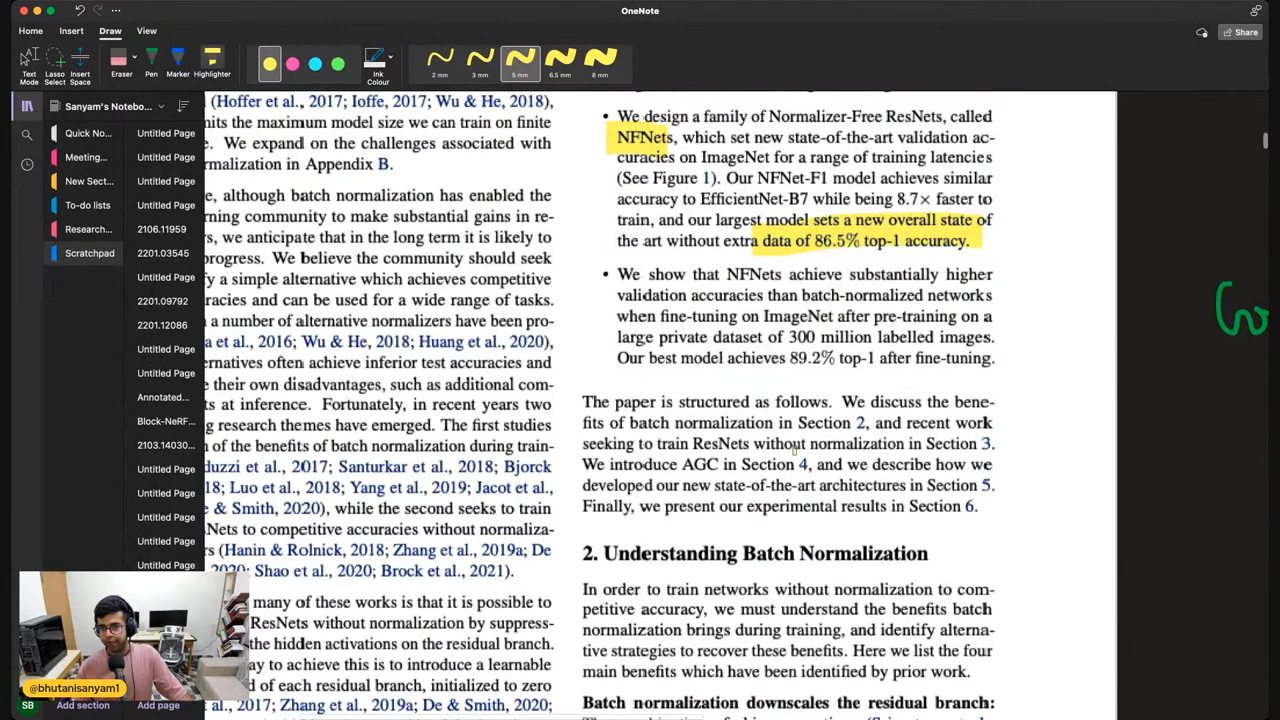 OneNote
Home
Insert
Draw
View
Share
Text
Mode
Lasso
Select
Insert
Space
Eraser
Pen
Marker
Highlighter
Ink
Colour
2 mm
3 mm
5 mm
6.5 mm
8 mm
Sanyam's Notebo...
Quick No...
Meeting...
New Sect...
To-do lists
Research...
Scratchpad
Untitled Page
Untitled Page
Untitled Page
Untitled Page
2106.11959
2201.03545
Untitled Page
2201.09792
2201.12086
Untitled Page
Untitled Page
Annotated...
Block-NeRF...
2103.14030...
Untitled Page
Untitled Page
Untitled Page
Untitled Page
Untitled Page
(Hoffer et al., 2017; Ioffe, 2017; Wu & He, 2018),
mits the maximum model size we can train on finite
e. We expand on the challenges associated with
ormalization in Appendix B.
e, although batch normalization has enabled the
rning community to make substantial gains in re-
, we anticipate that in the long term it is likely to
progress. We believe the community should seek
fy a simple alternative which achieves competitive
racies and can be used for a wide range of tasks.
a number of alternative normalizers have been pro-
a et al., 2016; Wu & He, 2018; Huang et al., 2020),
rnatives often achieve inferior test accuracies and
e their own disadvantages, such as additional com-
ts at inference. Fortunately, in recent years two
g research themes have emerged. The first studies
of the benefits of batch normalization during train-
duzzi et al., 2017; Santurkar et al., 2018; Bjorck
18; Luo et al., 2018; Yang et al., 2019; Jacot et al.,
& Smith, 2020), while the second seeks to train
sNets to competitive accuracies without normaliza-
rs (Hanin & Rolnick, 2018; Zhang et al., 2019a; De
020; Shao et al., 2020; Brock et al., 2021).
many of these works is that it is possible to
ResNets without normalization by suppress-
the hidden activations on the residual branch.
ay to achieve this is to introduce a learnable
d of each residual branch, initialized to zero
t al., 2017; Zhang et al., 2019a; De & Smith, 2020;
• We design a family of Normalizer-Free ResNets, called
NFNets, which set new state-of-the-art validation ac-
curacies on ImageNet for a range of training latencies
(See Figure 1). Our NFNet-F1 model achieves similar
accuracy to EfficientNet-B7 while being 8.7× faster to
train, and our largest model sets a new overall state of
the art without extra data of 86.5% top-1 accuracy.
• We show that NFNets achieve substantially higher
validation accuracies than batch-normalized networks
when fine-tuning on ImageNet after pre-training on a
large private dataset of 300 million labelled images.
Our best model achieves 89.2% top-1 after fine-tuning.
The paper is structured as follows. We discuss the bene-
fits of batch normalization in Section 2, and recent work
seeking to train ResNets without normalization in Section 3.
We introduce AGC in Section 4, and we describe how we
developed our new state-of-the-art architectures in Section 5.
Finally, we present our experimental results in Section 6.
2. Understanding Batch Normalization
In order to train networks without normalization to com-
petitive accuracy, we must understand the benefits batch
normalization brings during training, and identify alterna-
tive strategies to recover these benefits. Here we list the four
main benefits which have been identified by prior work.
Batch normalization downscales the residual branch:
@bhutanisanyam1
SB
Add section
Add page